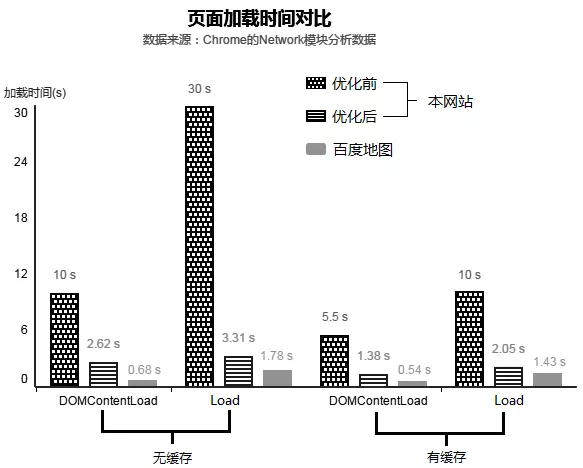 页面加载时间对比
数据来源：Chrome的Network模块分析数据
加载时间(s)
优化前
优化后
本网站
百度地图
30
24
18
12
6
0
10 s
2.62 s
0.68 s
30 s
3.31 s
1.78 s
5.5 s
1.38 s
0.54 s
10 s
2.05 s
1.43 s
DOMContentLoad
Load
DOMContentLoad
Load
无缓存
有缓存